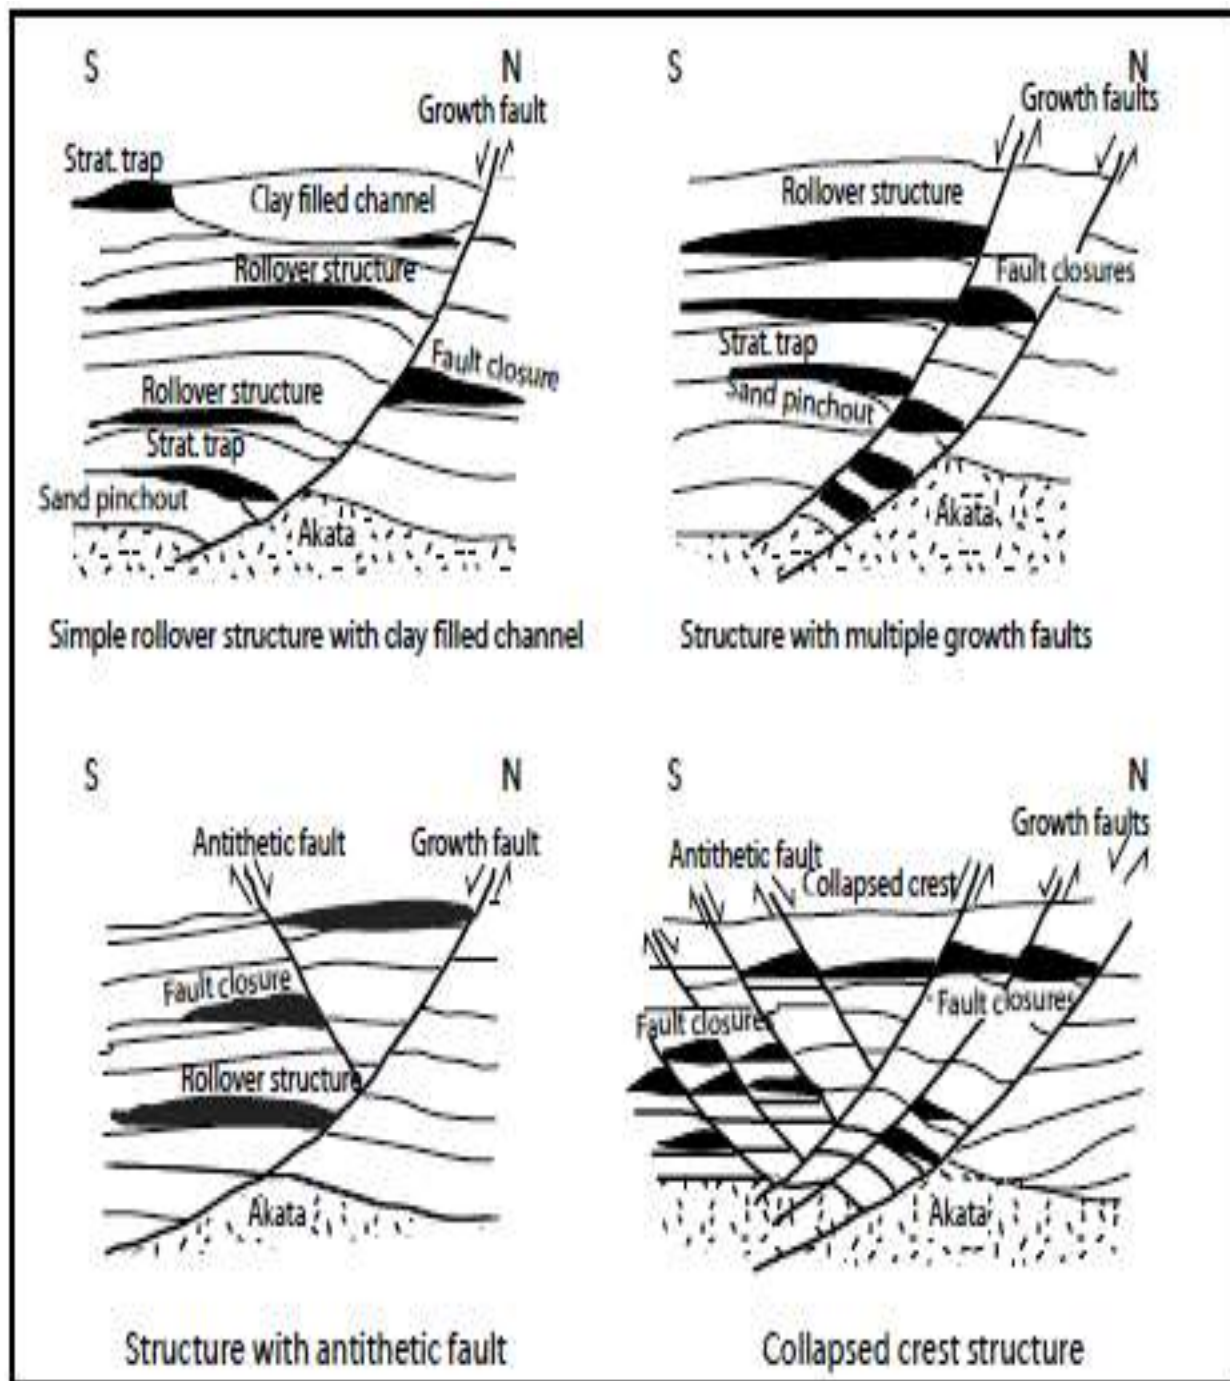 S
N
Growth fault
Strat. trap
Clay filled channel
Rollover structure
Fault closure
Rollover structure
Strat. trap
Sand pinchout
Akata
Simple rollover structure with clay filled channel
S
N
Growth faults
Rollover structure
Fault closures
Strat. trap
Sand pinchout
Akata
Structure with multiple growth faults
S
N
Antithetic fault
Growth fault
Fault closure
Rollover structure
Akata
Structure with antithetic fault
S
N
Growth faults
Antithetic fault
Collapsed crest
Fault closures
Fault closures
Akata
Collapsed crest structure